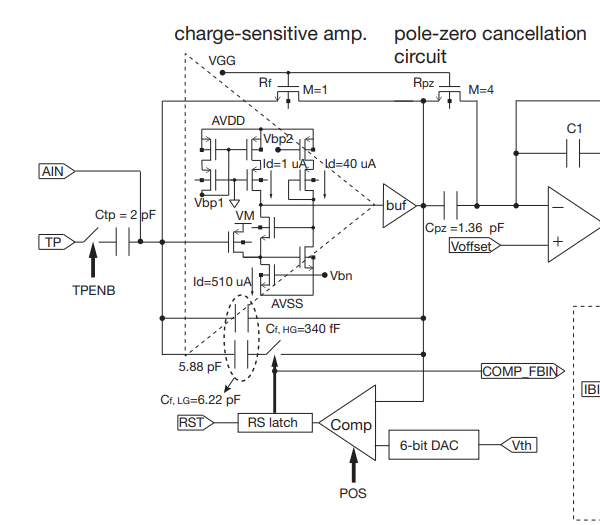 charge-sensitive amp.
pole-zero cancellation
circuit
VGG
Rf
M=1
Rpz
M=4
AVDD
C1
Vbp2
Id=1 uA
Id=40 uA
AIN
Vbp1
buf
Ctp = 2 pF
VM
Cpz =1.36 pF
TP
Voffset
TPENB
Id=510 uA
Vbn
AVSS
Cf, HG=340 fF
5.88 pF
COMP_FBIN
IBI
Cf, LG=6.22 pF
RST
RS latch
Comp
6-bit DAC
Vth
POS